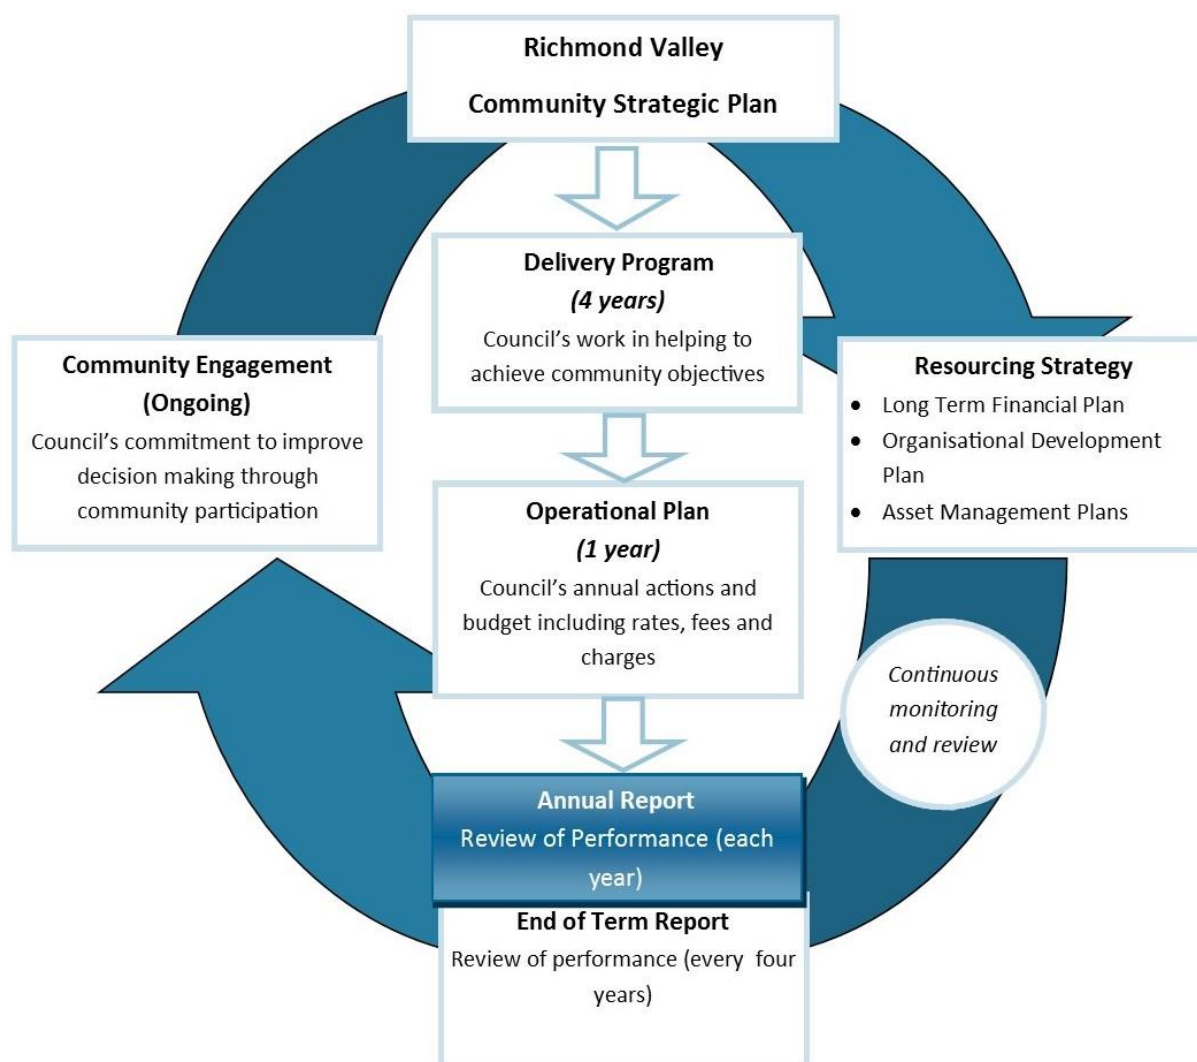 Richmond Valley
Community Strategic Plan
Delivery Program
(4 years)
Council's work in helping to
achieve community objectives
Community Engagement
(Ongoing)
Council's commitment to improve
decision making through
community participation
Resourcing Strategy
• Long Term Financial Plan
• Organisational Development
Plan
• Asset Management Plans
Operational Plan
(1 year)
Council's annual actions and
budget including rates, fees and
charges
Continuous
monitoring
and review
Annual Report
Review of Performance (each
year)
End of Term Report
Review of performance (every four
years)